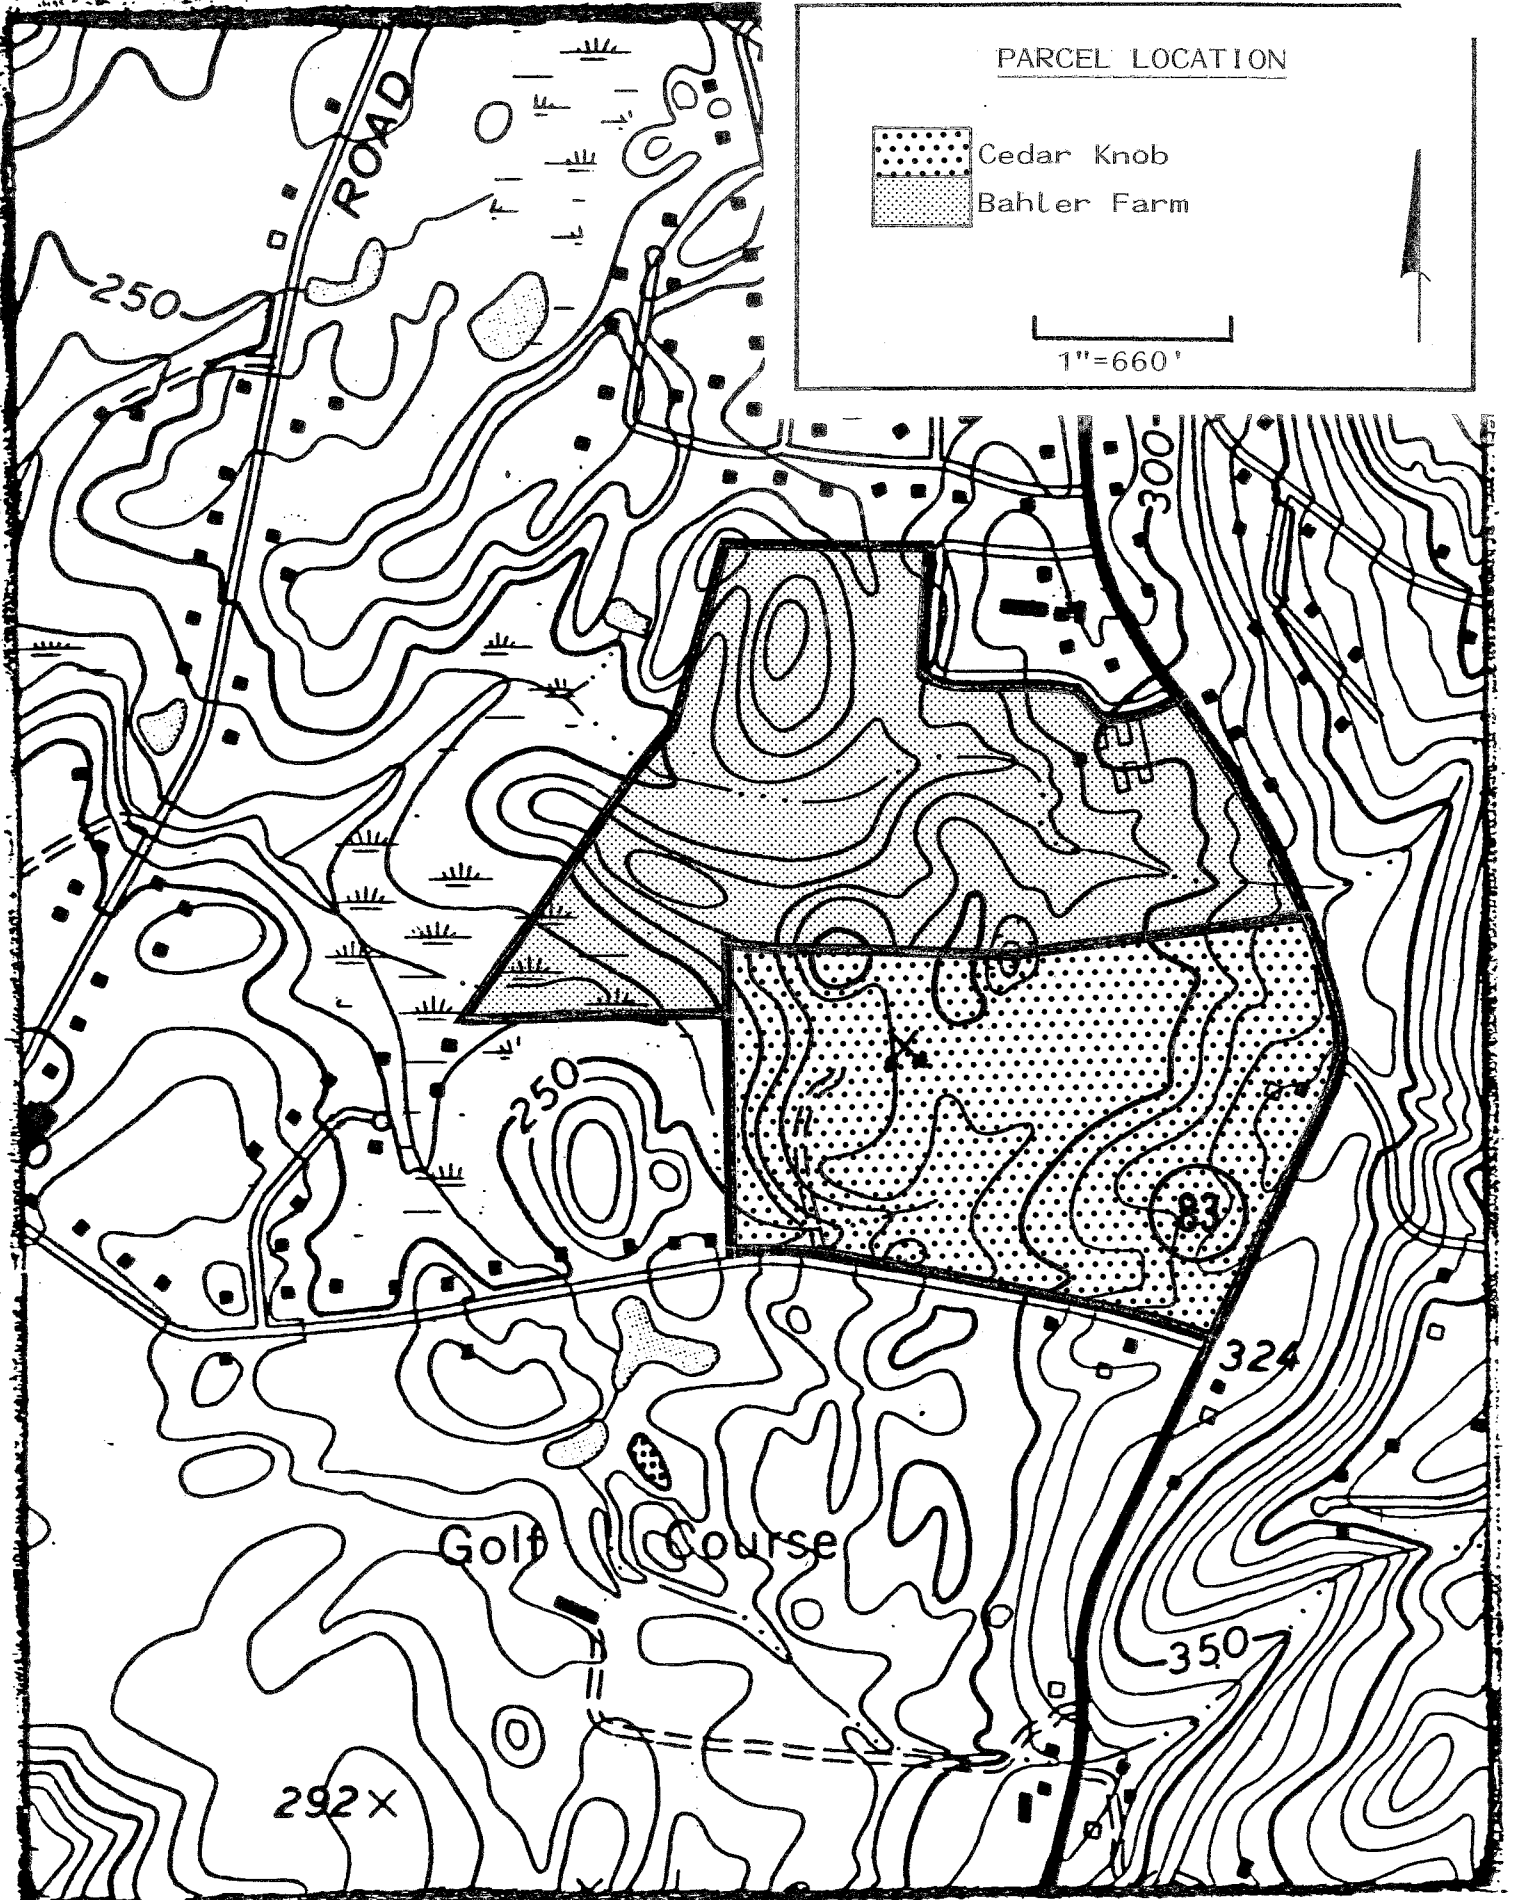 PARCEL LOCATION
Cedar Knob
Bahler Farm
1"=660'
ROAD
250
300
250
83
324
Golf Course
350
292